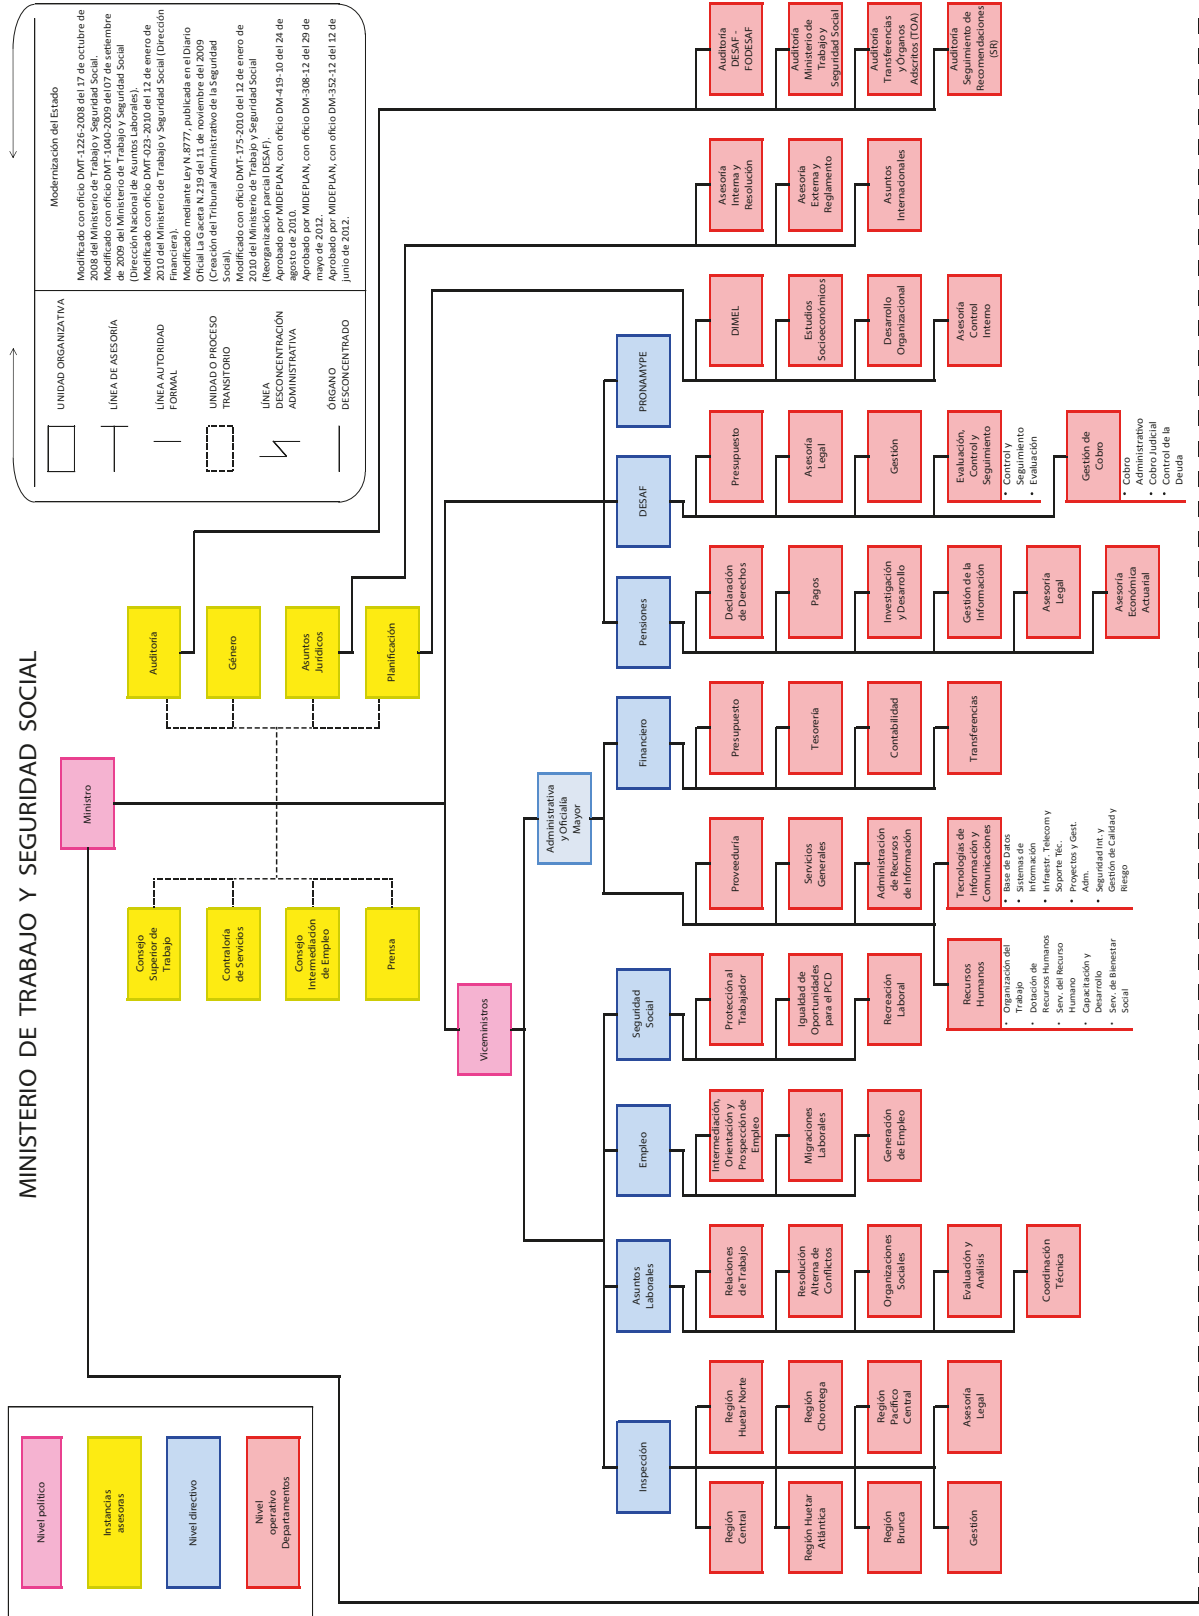 MINISTERIO DE TRABAJO Y SEGURIDAD SOCIAL
Nivel político
Instancias
asesoras
Nivel directivo
Nivel
operativo
Departamentos
Modernización del Estado
UNIDAD ORGANIZATIVA
LÍNEA DE ASESORÍA
LÍNEA AUTORIDAD
FORMAL
UNIDAD O PROCESO
TRANSITORIO
LÍNEA
DESCONCENTRACIÓN
ADMINISTRATIVA
ÓRGANO
DESCONCENTRADO
Modificado con oficio DMT-1226-2008 del 17 de octubre de
2008 del Ministerio de Trabajo y Seguridad Social.
Modificado con oficio DMT-1040-2009 del 07 de setiembre
de 2009 del Ministerio de Trabajo y Seguridad Social
(Dirección Nacional de Asuntos Laborales).
Modificado con oficio DMT-023-2010 del 12 de enero de
2010 del Ministerio de Trabajo y Seguridad Social (Dirección
Financiera).
Modificado mediante Ley N.8777, publicada en el Diario
Oficial La Gaceta N.219 del 11 de noviembre del 2009
(Creación del Tribunal Administrativo de la Seguridad
Social).
Modificado con oficio DMT-175-2010 del 12 de enero de
2010 del Ministerio de Trabajo y Seguridad Social
(Reorganización parcial DESAF).
Aprobado por MIDEPLAN, con oficio DM-419-10 del 24 de
agosto de 2010.
Aprobado por MIDEPLAN, con oficio DM-308-12 del 29 de
mayo de 2012.
Aprobado por MIDEPLAN, con oficio DM-352-12 del 12 de
junio de 2012.
Ministro
Consejo
Superior de
Trabajo
Contraloría
de Servicios
Consejo
Intermediación
de Empleo
Prensa
Auditoría
Género
Asuntos
Jurídicos
Planificación
Viceministros
Administrativa
y Oficialía
Mayor
Inspección
Asuntos
Laborales
Empleo
Seguridad
Social
Financiero
Pensiones
DESAF
PRONAMYPE
Región
Central
Región Huetar
Atlántica
Región
Brunca
Gestión
Región
Huetar Norte
Región
Chorotega
Región
Pacífico
Central
Asesoría
Legal
Relaciones
de Trabajo
Resolución
Alterna de
Conflictos
Organizaciones
Sociales
Evaluación y
Análisis
Coordinación
Técnica
Intermediación,
Orientación y
Prospección de
Empleo
Migraciones
Laborales
Generación
de Empleo
Protección al
Trabajador
Igualdad de
Oportunidades
para el PCD
Recreación
Laboral
Proveeduría
Servicios
Generales
Administración
de Recursos
de Información
Tecnologías de
Información y
Comunicaciones
• Base de Datos
• Sistemas de
Información
• Infraestr. Telecom y
Soporte Téc.
• Proyectos y Gest.
Adm.
• Seguridad Int. y
Gestión de Calidad y
Riesgo
Recursos
Humanos
• Organización del
Trabajo
• Dotación de
Recursos Humanos
• Serv. del Recurso
Humano
• Capacitación y
Desarrollo
• Serv. de Bienestar
Social
Presupuesto
Tesorería
Contabilidad
Transferencias
Declaración
de Derechos
Pagos
Investigación
y Desarrollo
Gestión de la
Información
Asesoría
Legal
Asesoría
Económica
Actuarial
Presupuesto
Asesoría
Legal
Gestión
Evaluación,
Control y
Seguimiento
• Control y
Seguimiento
• Evaluación
Gestión de
Cobro
• Cobro
Administrativo
• Cobro Judicial
• Control de la
Deuda
DIMEL
Estudios
Socioeconómicos
Desarrollo
Organizacional
Asesoría
Control
Interno
Asesoría
Interna y
Resolución
Asesoría
Externa y
Reglamento
Asuntos
Internacionales
Auditoría
DESAF -
FODESAF
Auditoría
Ministerio de
Trabajo y
Seguridad Social
Auditoría
Transferencias
y Órganos
Adscritos (TOA)
Auditoría
Seguimiento de
Recomendaciones
(SR)